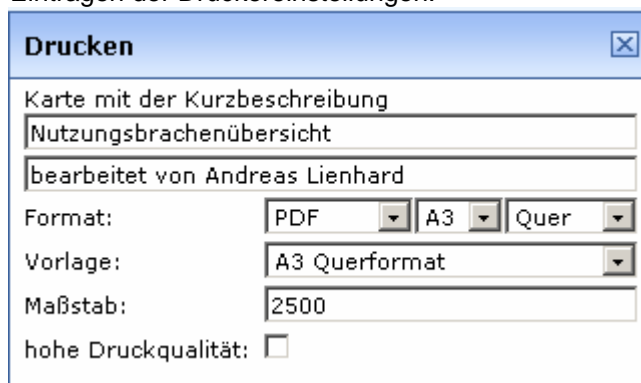 Eintragen der Druckereinstellungen:
Drucken
Karte mit der Kurzbeschreibung
Nutzungsbrachenübersicht
bearbeitet von Andreas Lienhard
Format: PDF A3 Quer
Vorlage: A3 Querformat
Maßstab: 2500
hohe Druckqualität: